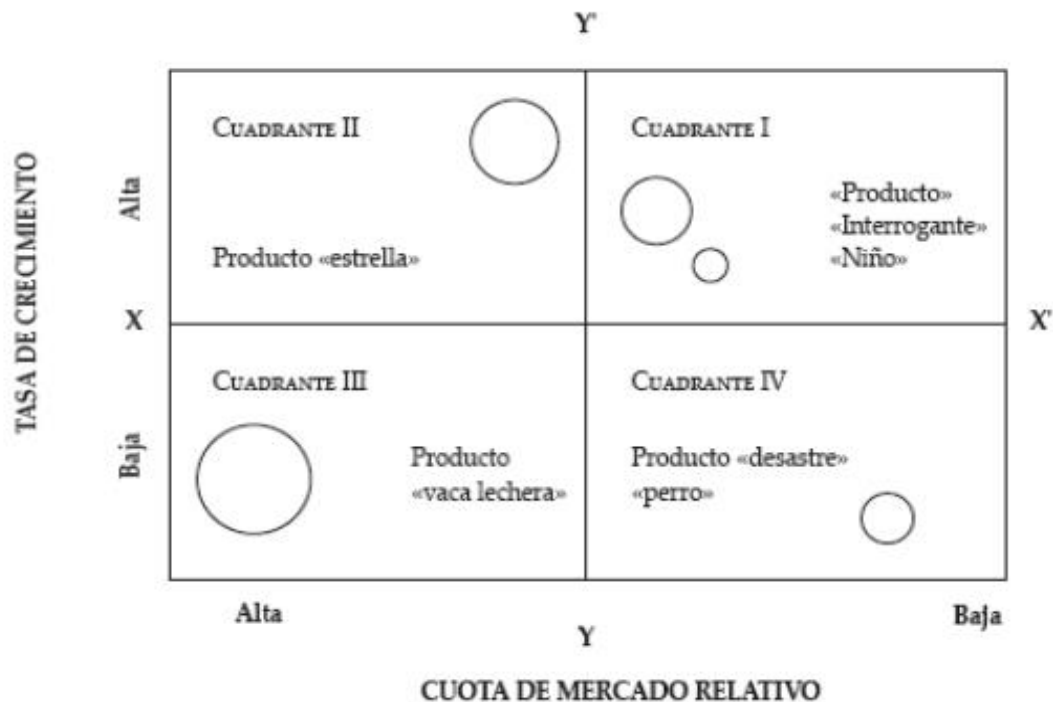 Y'
CUADRANTE II
CUADRANTE I
Alta
«Producto»
«Interrogante»
«Niño»
Producto «estrella»
TASA DE CRECIMIENTO
X
X'
CUADRANTE III
CUADRANTE IV
Baja
Producto
«vaca lechera»
Producto «desastre»
«perro»
Alta
Y
Baja
CUOTA DE MERCADO RELATIVO